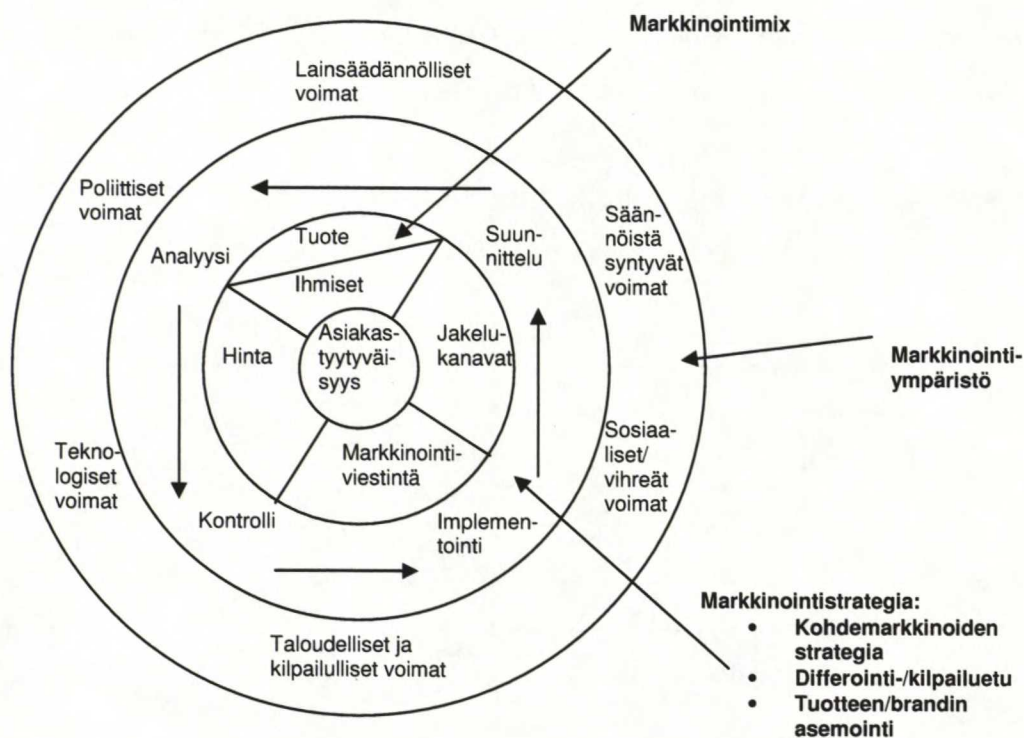 Markkinointimix
Lainsäädännölliset
voimat
Poliittiset
voimat
Sään-
nöistä
syntyvät
voimat
Tuote
Suun-
nittelu
Analyysi
Ihmiset
Asiakas-
tyytyväi-
syys
Hinta
Jakelu-
kanavat
Markkinointi-
ympäristö
Markkinointi-
viestintä
Sosiaa-
liset/
vihreät
voimat
Tekno-
logiset
voimat
Kontrolli
Implemen-
tointi
Taloudelliset ja
kilpailulliset voimat
Markkinointistrategia:
• Kohdemarkkinoiden
strategia
• Differointi-/kilpailuetu
• Tuotteen/brandin
asemointi